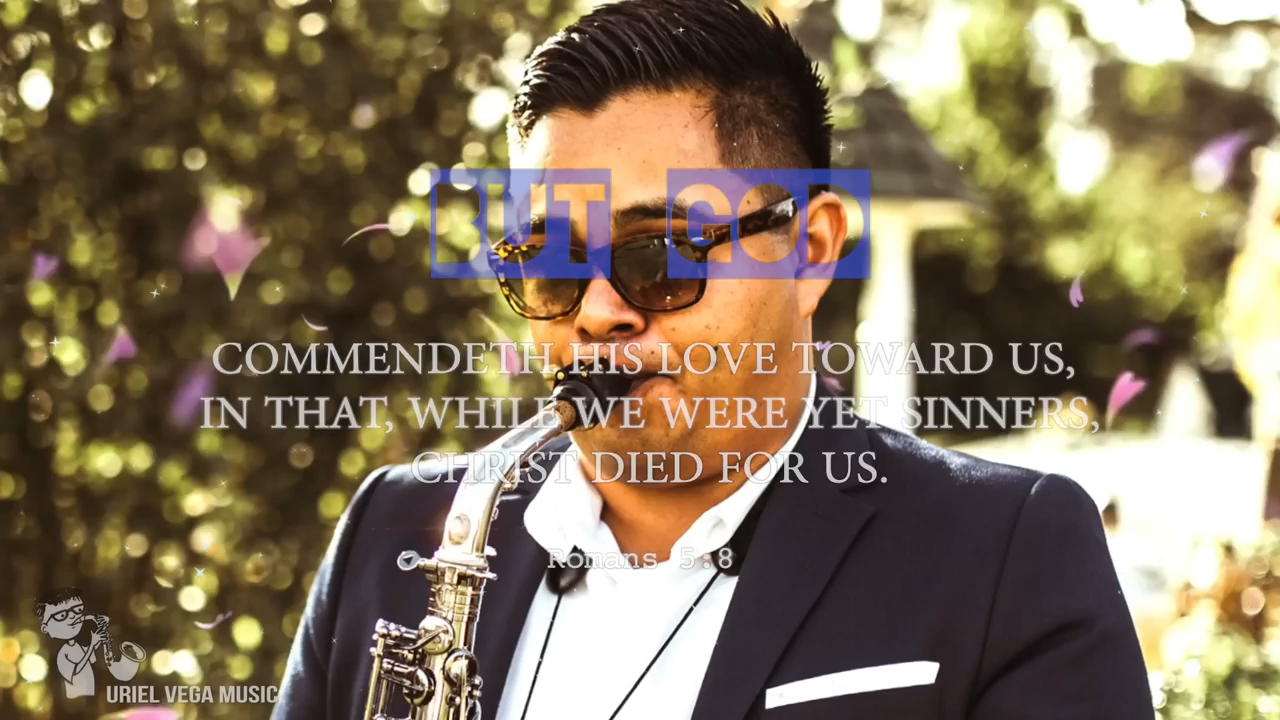 BUT GOD
COMMENDETH HIS LOVE TOWARD US,
IN THAT, WHILE WE WERE YET SINNERS,
CHRIST DIED FOR US.
Romans 5:8
URIEL VEGA MUSIC